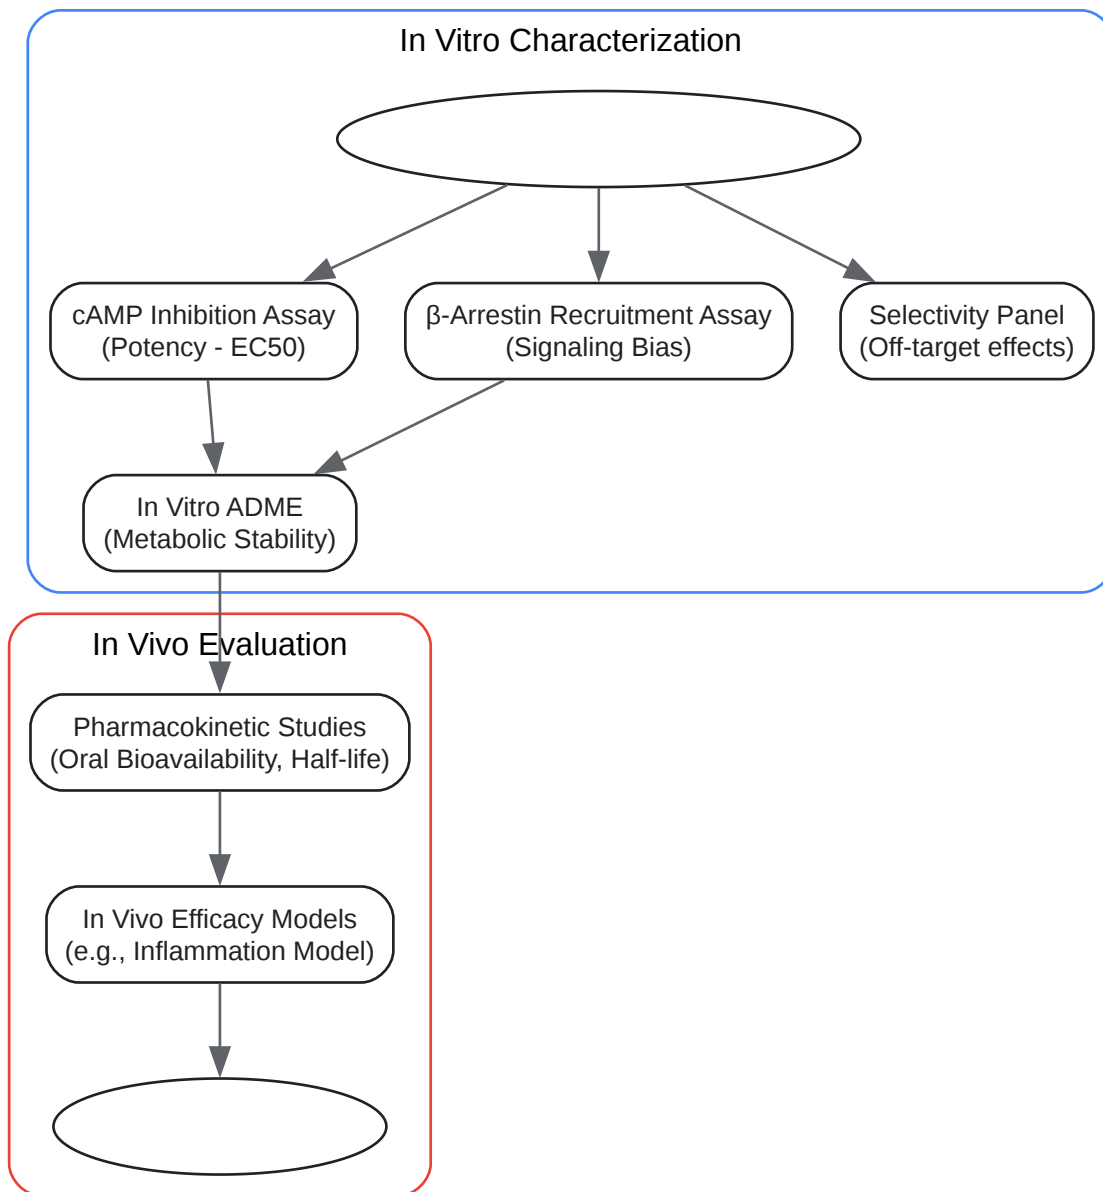 In Vitro Characterization
cAMP Inhibition Assay
(Potency - EC50)
β-Arrestin Recruitment Assay
(Signaling Bias)
Selectivity Panel
(Off-target effects)
In Vitro ADME
(Metabolic Stability)
In Vivo Evaluation
Pharmacokinetic Studies
(Oral Bioavailability, Half-life)
In Vivo Efficacy Models
(e.g., Inflammation Model)